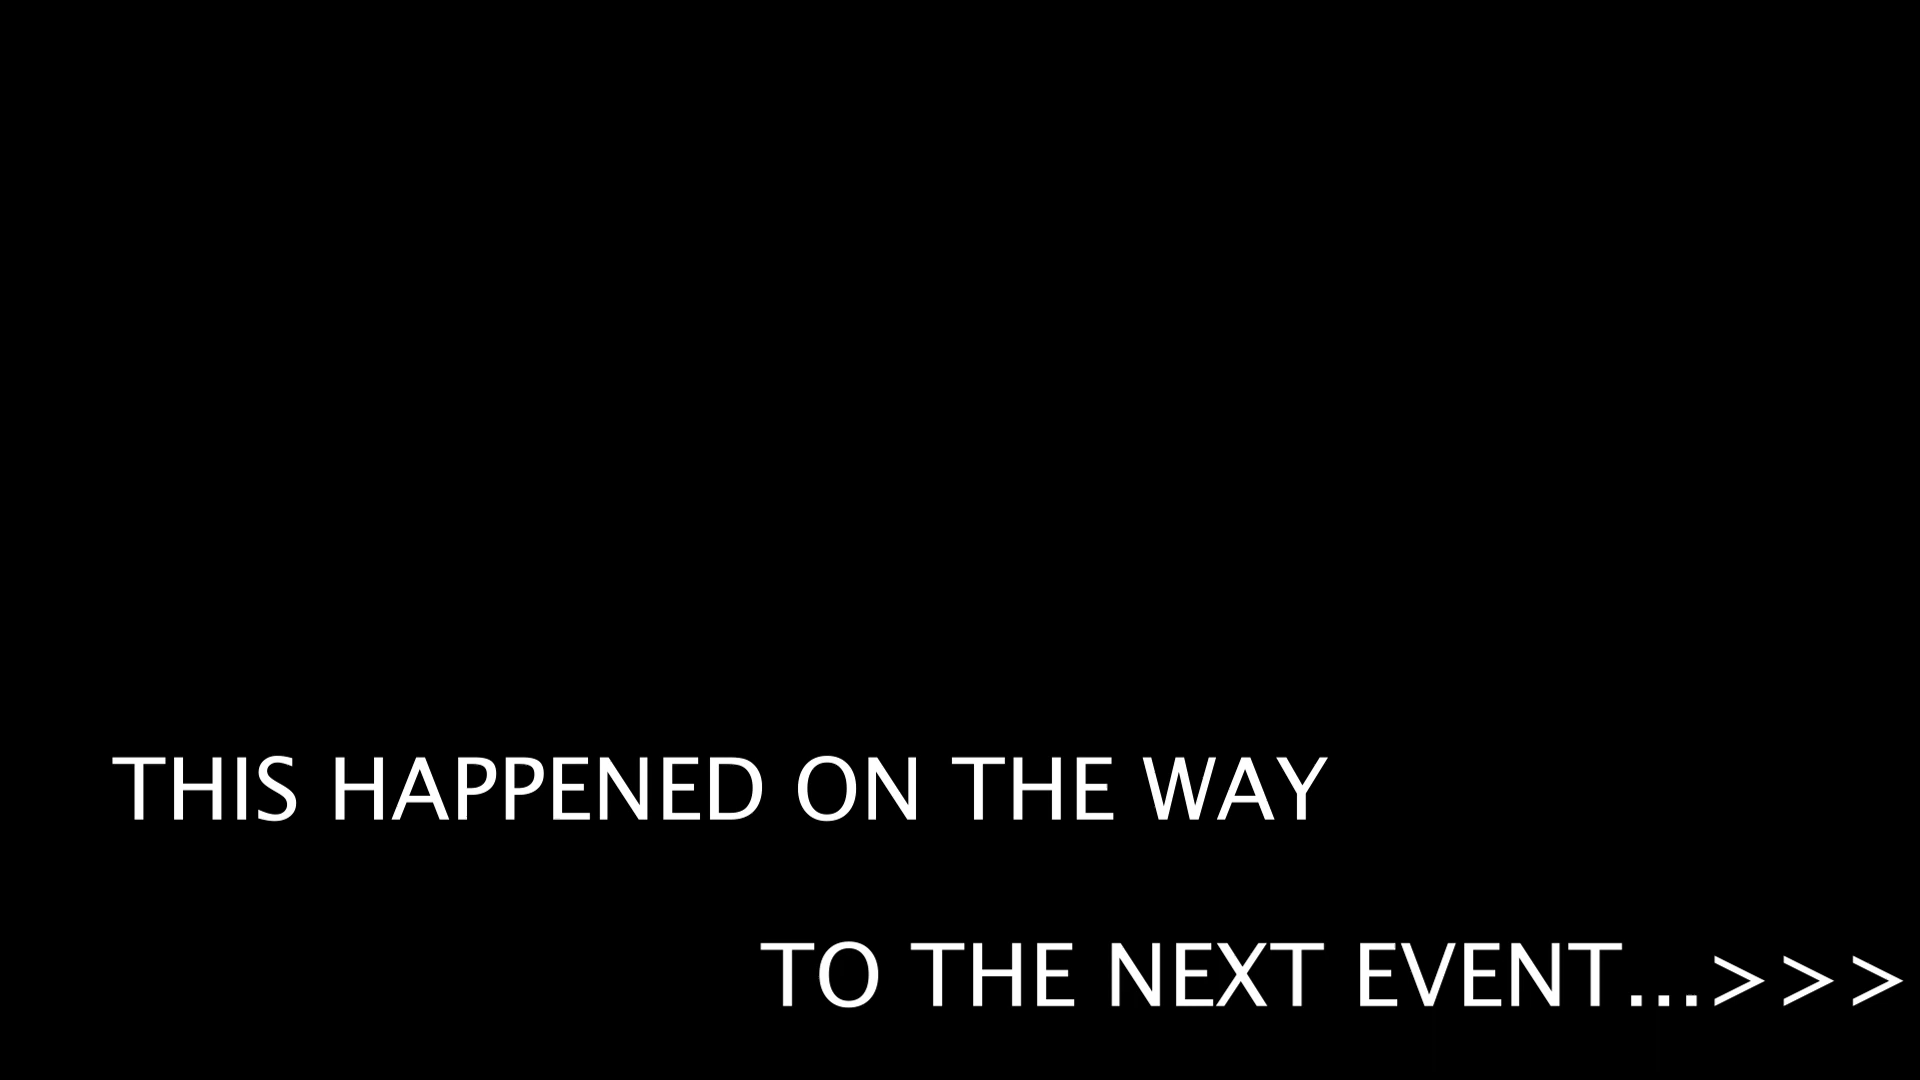 THIS HAPPENED ON THE WAY
TO THE NEXT EVENT...>>>